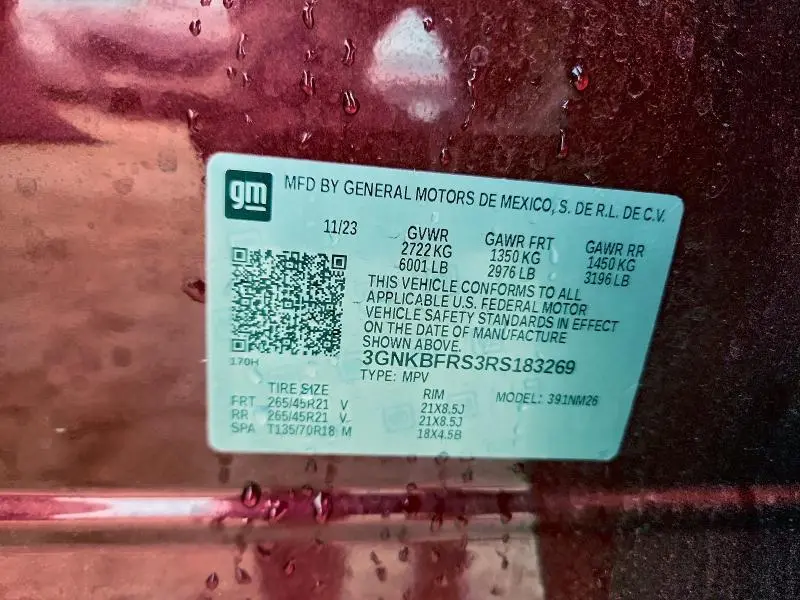 gm MFD BY GENERAL MOTORS DE MEXICO, S. DE R.L. DE C.V.
11/23 GVWR GAWR FRT GAWR RR
2722 KG 1350 KG 1450 KG
6001 LB 2976 LB 3196 LB
THIS VEHICLE CONFORMS TO ALL
APPLICABLE U.S. FEDERAL MOTOR
VEHICLE SAFETY STANDARDS IN EFFECT
ON THE DATE OF MANUFACTURE
SHOWN ABOVE.
170H
3GNKBFRS3RS183269
TYPE: MPV
TIRE SIZE RIM MODEL: 391NM26
FRT 265/45R21 V 21X8.5J
RR 265/45R21 V 21X8.5J
SPA T135/70R18 M 18X4.5B